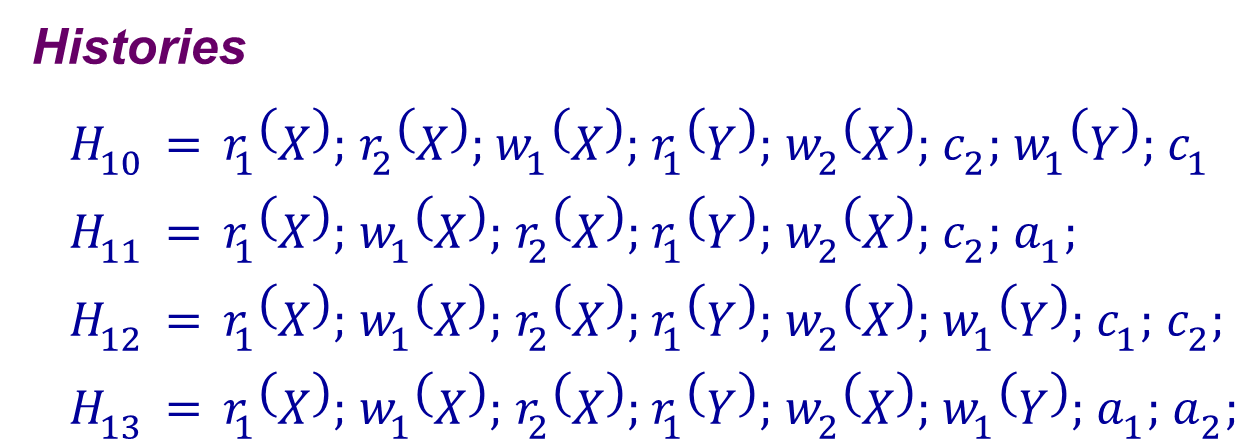 Histories
H₁₀ = r₁(X); r₂(X); w₁(X); r₁(Y); w₂(X); c₂; w₁(Y); c₁
H₁₁ = r₁(X); w₁(X); r₂(X); r₁(Y); w₂(X); c₂; a₁;
H₁₂ = r₁(X); w₁(X); r₂(X); r₁(Y); w₂(X); w₁(Y); c₁; c₂;
H₁₃ = r₁(X); w₁(X); r₂(X); r₁(Y); w₂(X); w₁(Y); a₁; a₂;